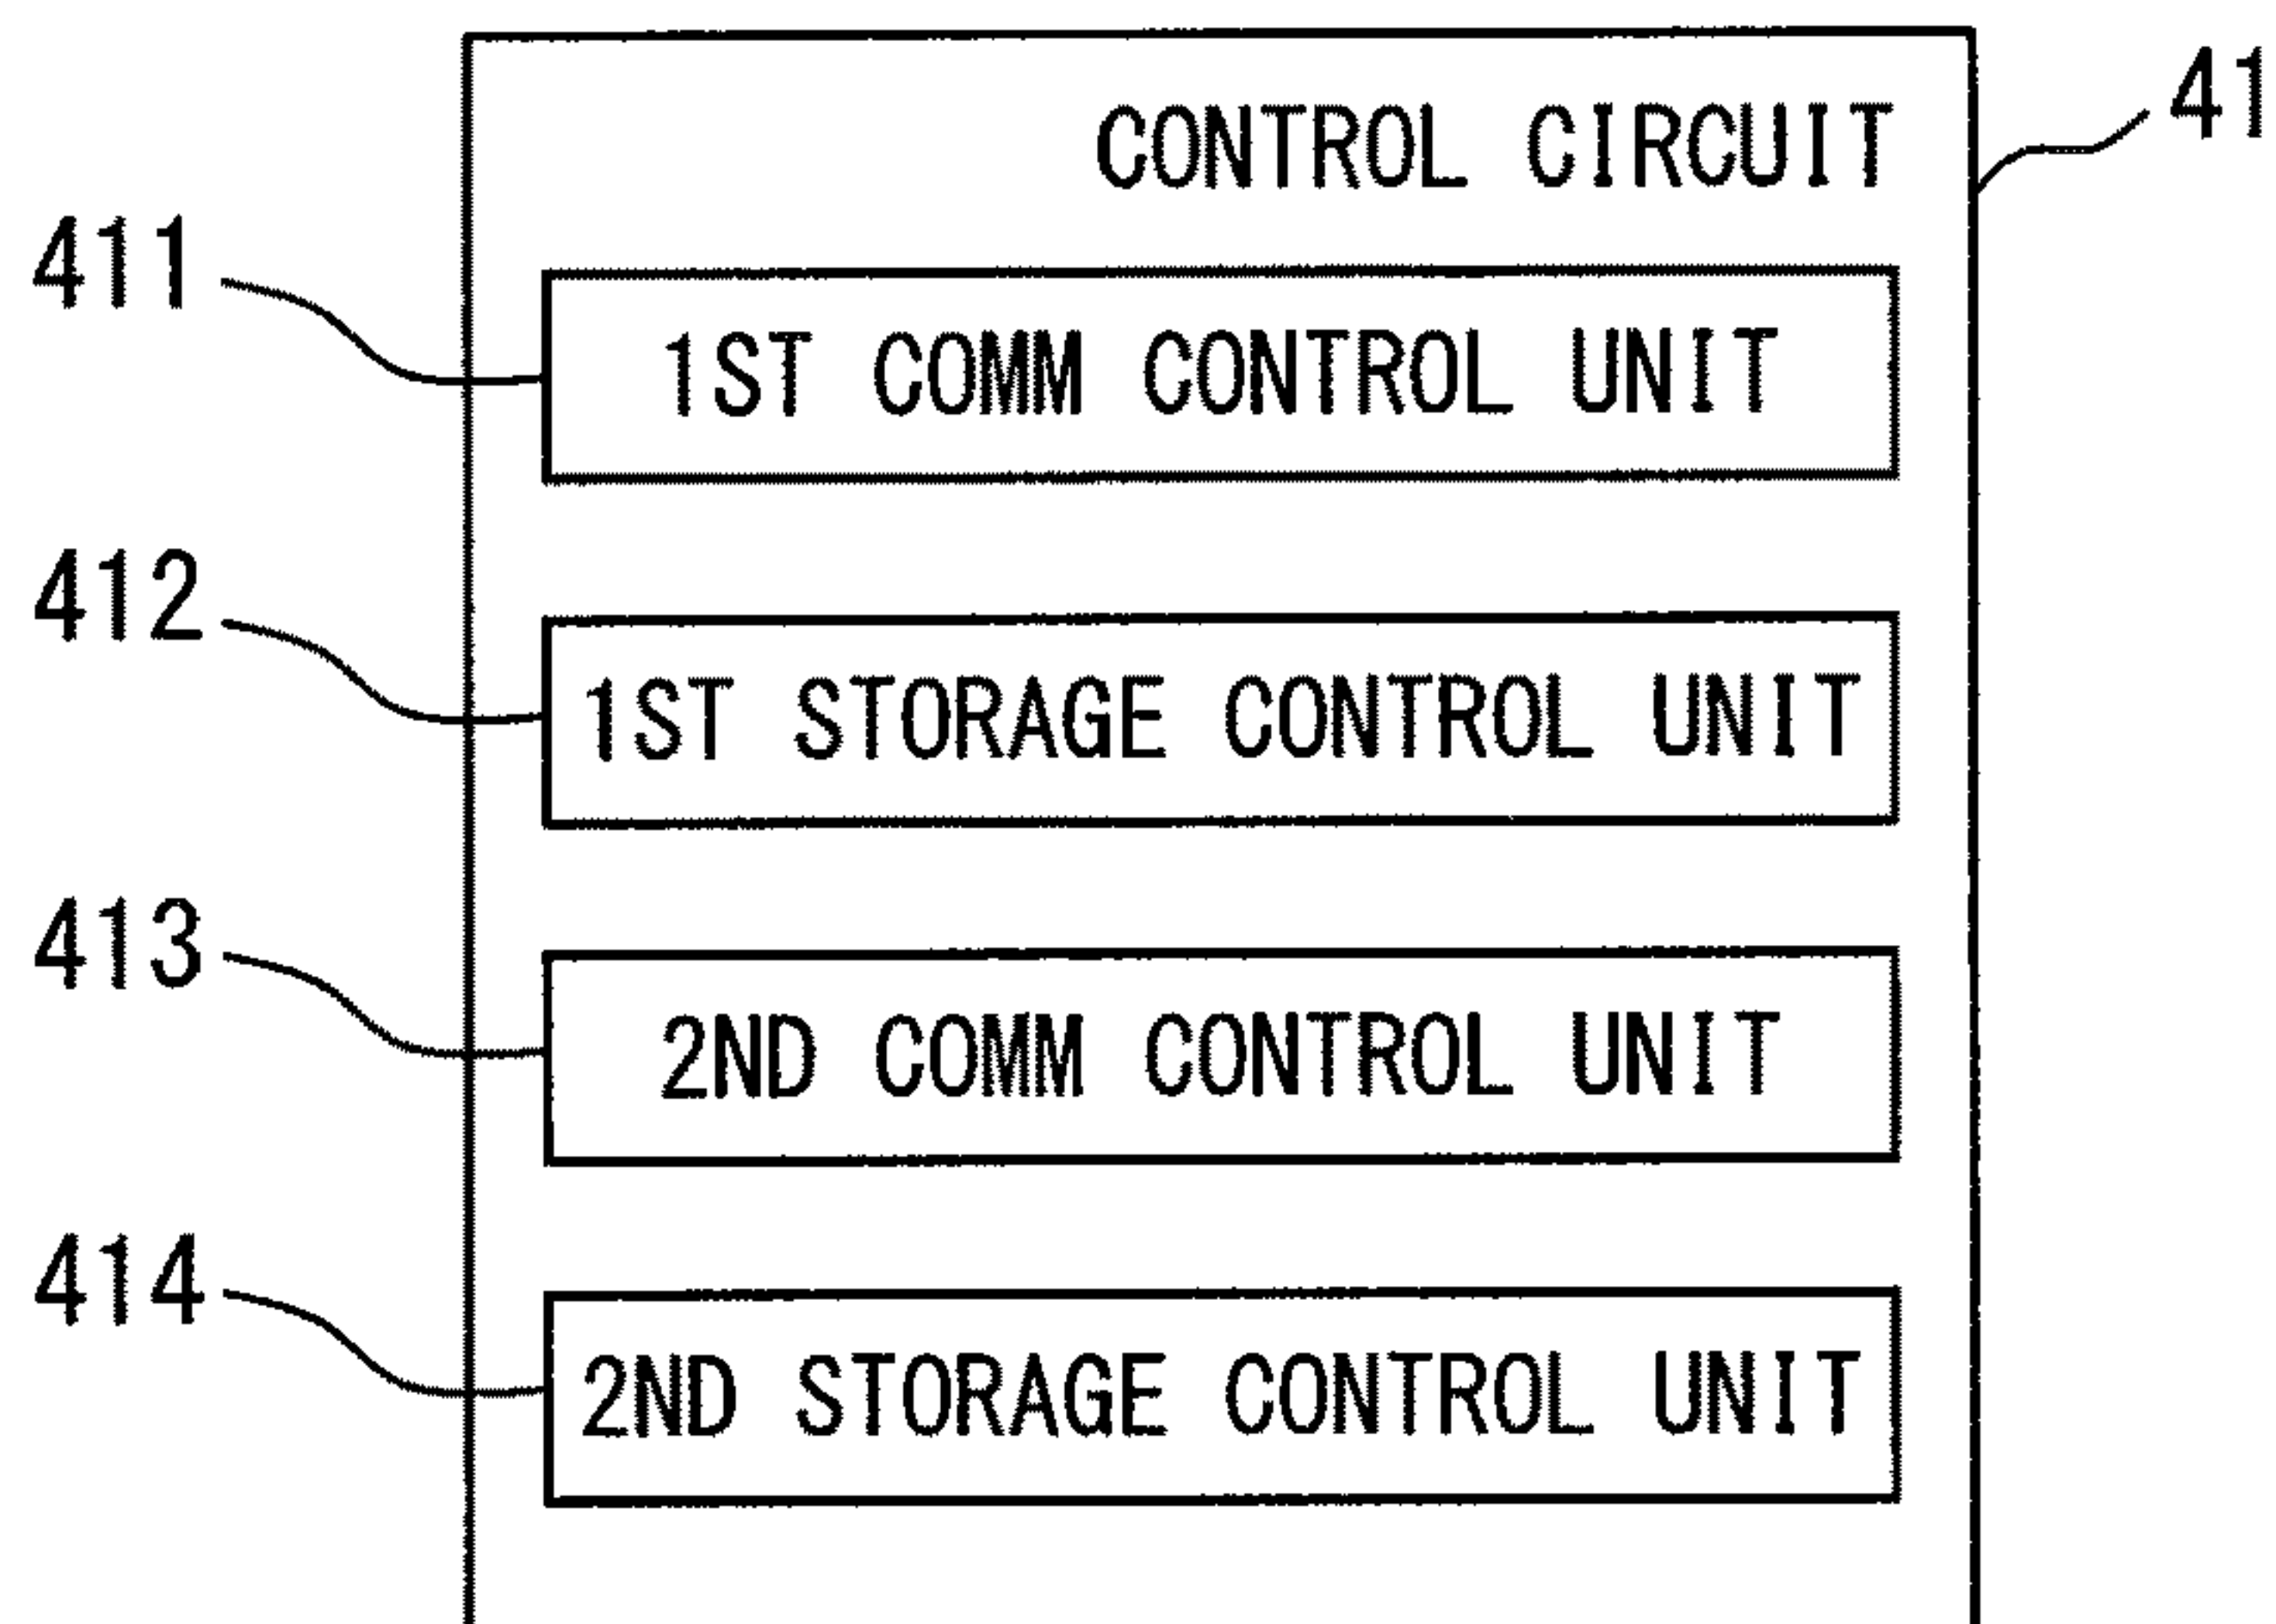 CONTROL CIRCUIT
41
411
1ST COMM CONTROL UNIT
412
1ST STORAGE CONTROL UNIT
413
2ND COMM CONTROL UNIT
414
2ND STORAGE CONTROL UNIT